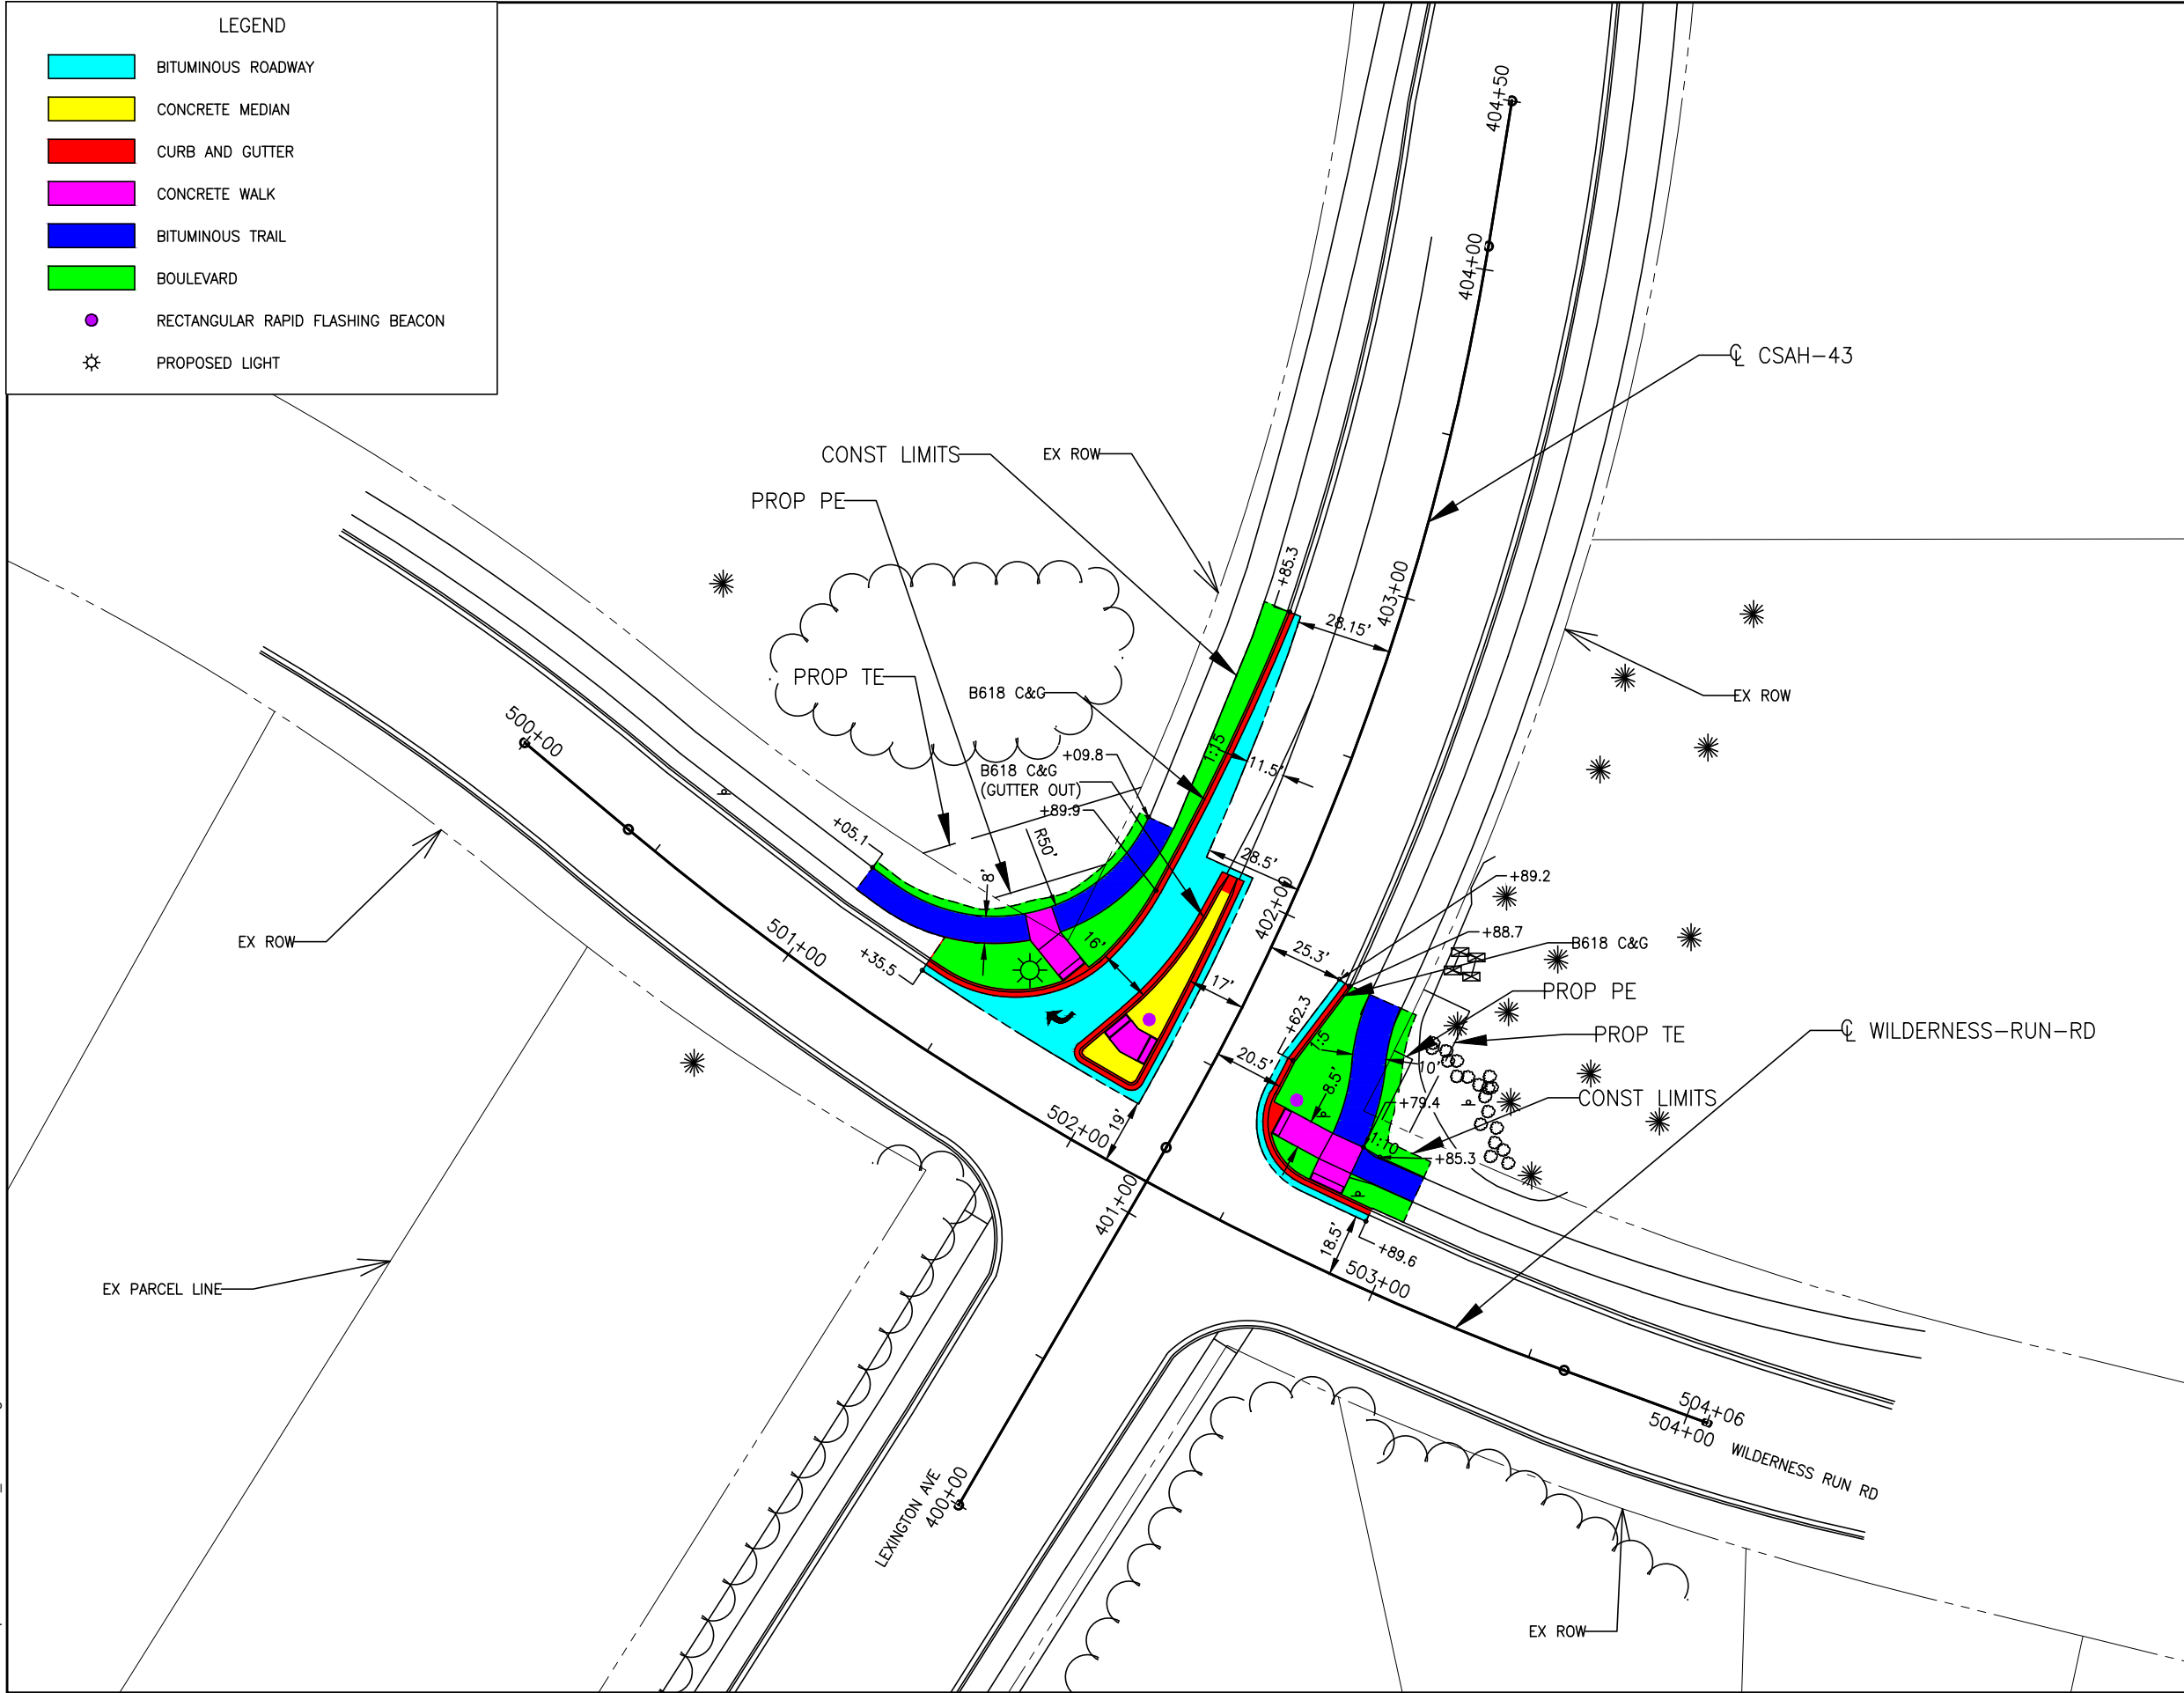 LEGEND
BITUMINOUS ROADWAY
CONCRETE MEDIAN
CURB AND GUTTER
CONCRETE WALK
BITUMINOUS TRAIL
BOULEVARD
RECTANGULAR RAPID FLASHING BEACON
PROPOSED LIGHT
404+50
404+00
℄ CSAH-43
CONST LIMITS
EX ROW
PROP PE
+85.3
403+00
28.15'
PROP TE
B618 C&G
EX ROW
500+00
1:15
11.5'
+09.8
B618 C&G
(GUTTER OUT)
+89.9
+05.1
R50'
8'
28.5'
+89.2
402+00
+88.7
B618 C&G
EX ROW
501+00
+35.5
16'
25.3'
17'
PROP PE
+62.3
PROP TE
℄ WILDERNESS-RUN-RD
1:5
20.5'
10'
8.5'
+79.4
CONST LIMITS
502+00
19'
1:10
+85.3
401+00
18.5'
+89.6
503+00
EX PARCEL LINE
504+06
504+00
WILDERNESS RUN RD
LEXINGTON AVE
400+00
EX ROW